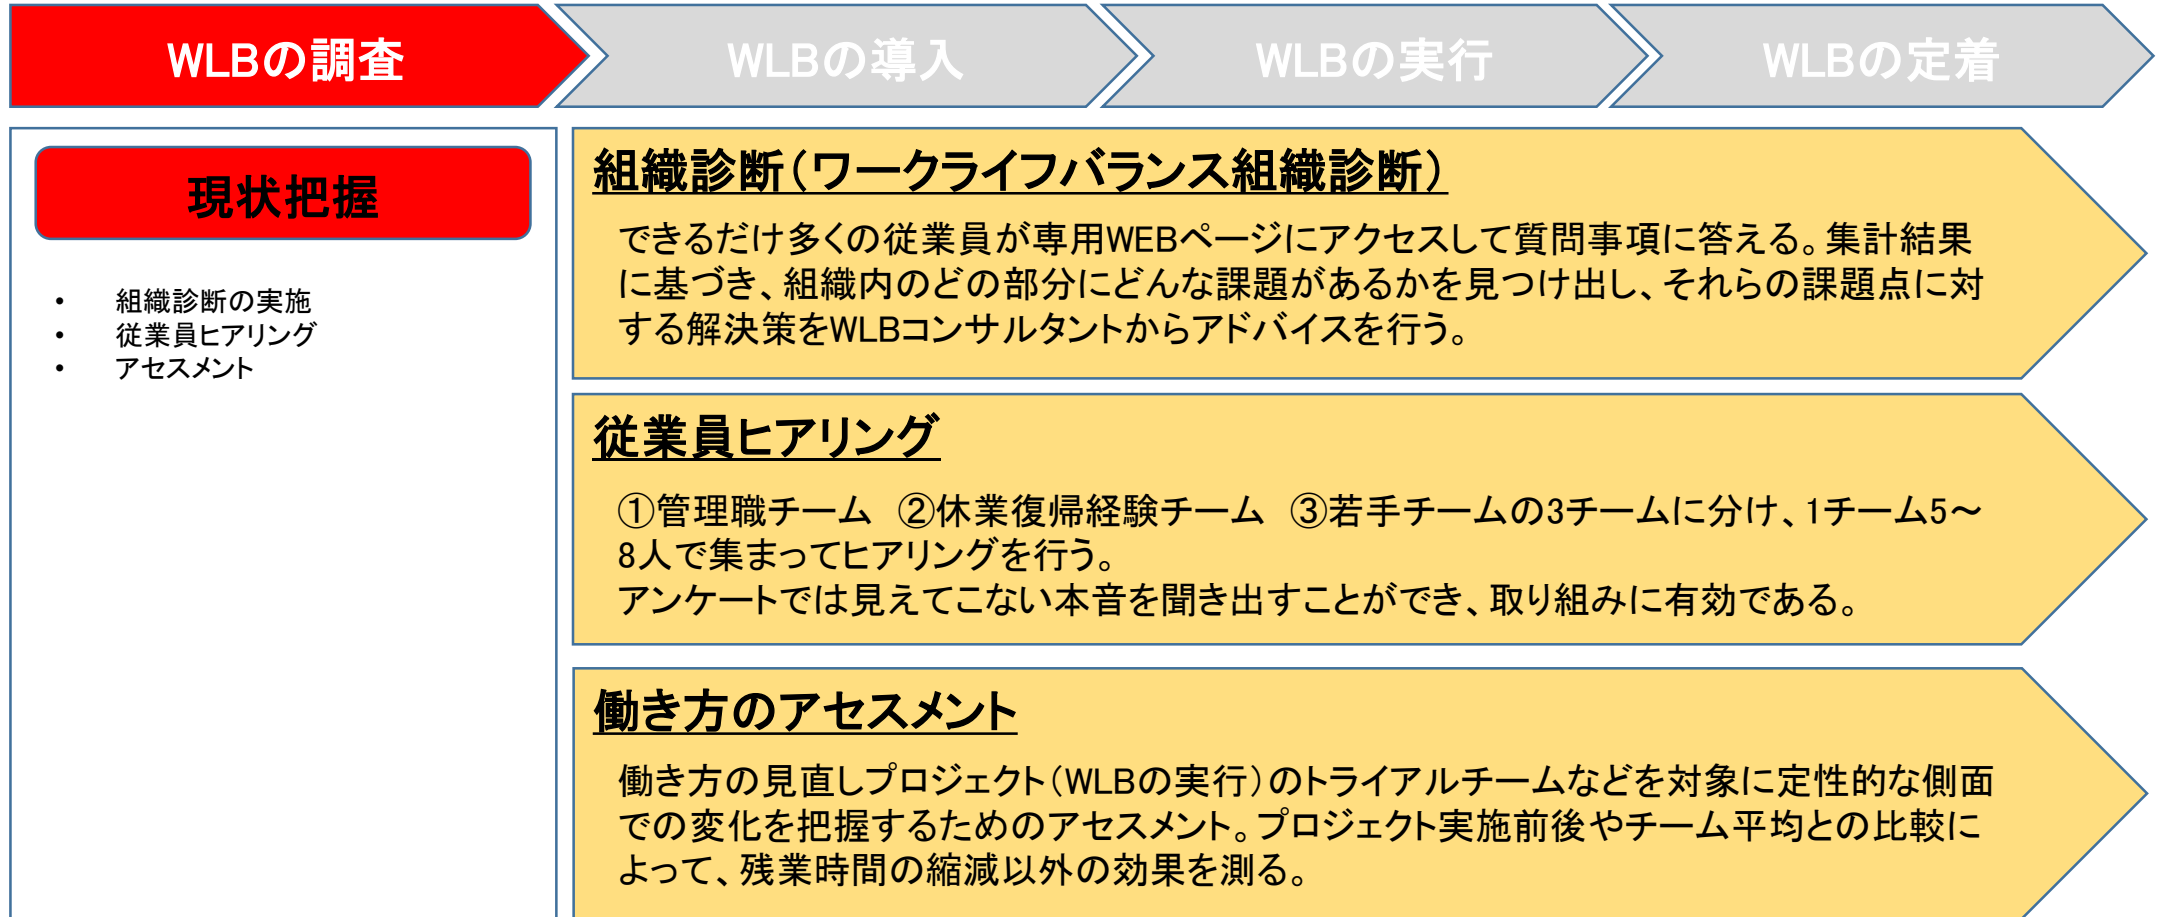 WLBの調査
WLBの導入
WLBの実行
WLBの定着
現状把握
• 組織診断の実施
• 従業員ヒアリング
• アセスメント
組織診断(ワークライフバランス組織診断)
できるだけ多くの従業員が専用WEBページにアクセスして質問事項に答える。集計結果
に基づき、組織内のどの部分にどんな課題があるかを見つけ出し、それらの課題点に対
する解決策をWLBコンサルタントからアドバイスを行う。
従業員ヒアリング
①管理職チーム ②休業復帰経験チーム ③若手チームの3チームに分け、1チーム5～
8人で集まってヒアリングを行う。
アンケートでは見えてこない本音を聞き出すことができ、取り組みに有効である。
働き方のアセスメント
働き方の見直しプロジェクト(WLBの実行)のトライアルチームなどを対象に定性的な側面
での変化を把握するためのアセスメント。プロジェクト実施前後やチーム平均との比較に
よって、残業時間の縮減以外の効果を測る。